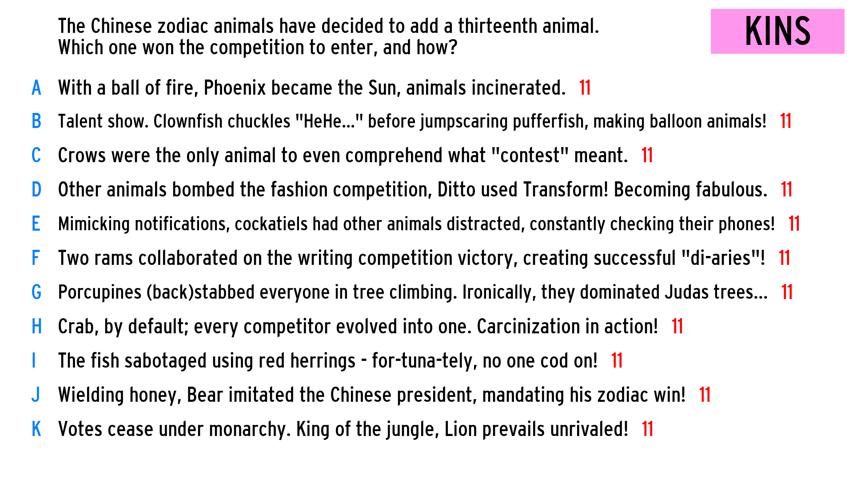 The Chinese zodiac animals have decided to add a thirteenth animal.
Which one won the competition to enter, and how?
KINS
A With a ball of fire, Phoenix became the Sun, animals incinerated. 11
B Talent show. Clownfish chuckles "HeHe..." before jumpscaring pufferfish, making balloon animals! 11
C Crows were the only animal to even comprehend what "contest" meant. 11
D Other animals bombed the fashion competition, Ditto used Transform! Becoming fabulous. 11
E Mimicking notifications, cockatiels had other animals distracted, constantly checking their phones! 11
F Two rams collaborated on the writing competition victory, creating successful "di-aries"! 11
G Porcupines (back)stabbed everyone in tree climbing. Ironically, they dominated Judas trees... 11
H Crab, by default; every competitor evolved into one. Carcinization in action! 11
I The fish sabotaged using red herrings - for-tuna-tely, no one cod on! 11
J Wielding honey, Bear imitated the Chinese president, mandating his zodiac win! 11
K Votes cease under monarchy. King of the jungle, Lion prevails unrivaled! 11